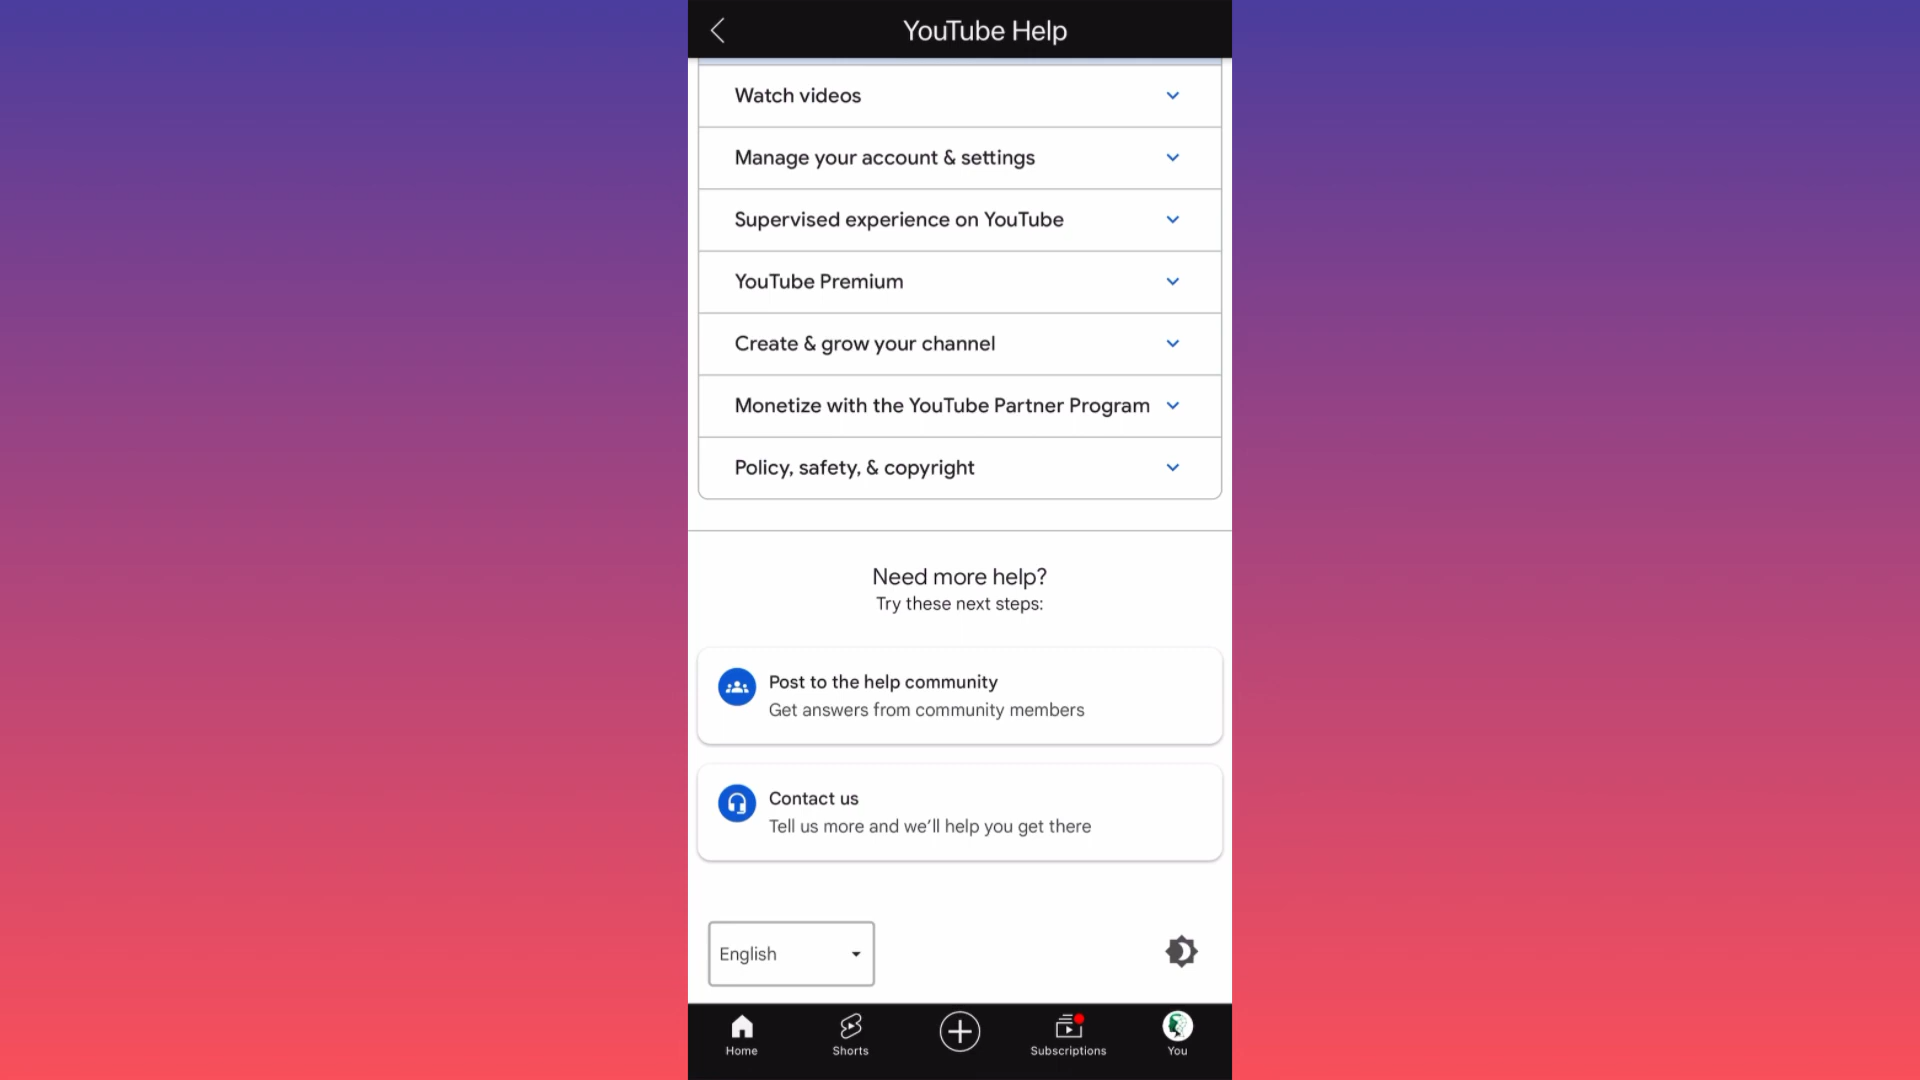 YouTube Help
Watch videos
Manage your account & settings
Supervised experience on YouTube
YouTube Premium
Create & grow your channel
Monetize with the YouTube Partner Program
Policy, safety, & copyright
Need more help?
Try these next steps:
Post to the help community
Get answers from community members
Contact us
Tell us more and we’ll help you get there
English
Home
Shorts
Subscriptions
You